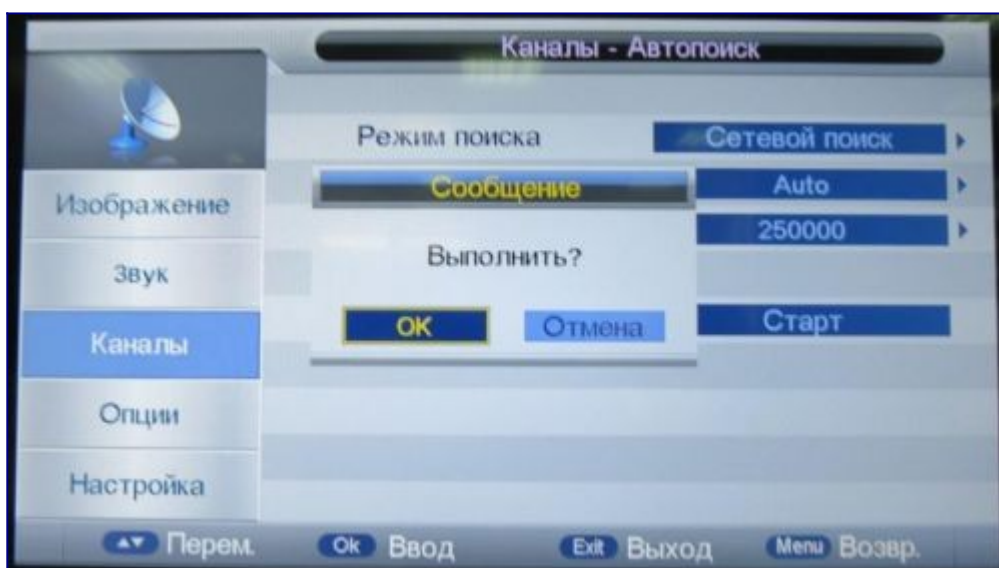 Каналы - Автопоиск
Режим поиска
Сетевой поиск
Сообщение
Auto
250000
Выполнить?
OK
Отмена
Старт
Изображение
Звук
Каналы
Опции
Настройка
Перем.
Ok Ввод
Exit Выход
Menu Возвр.